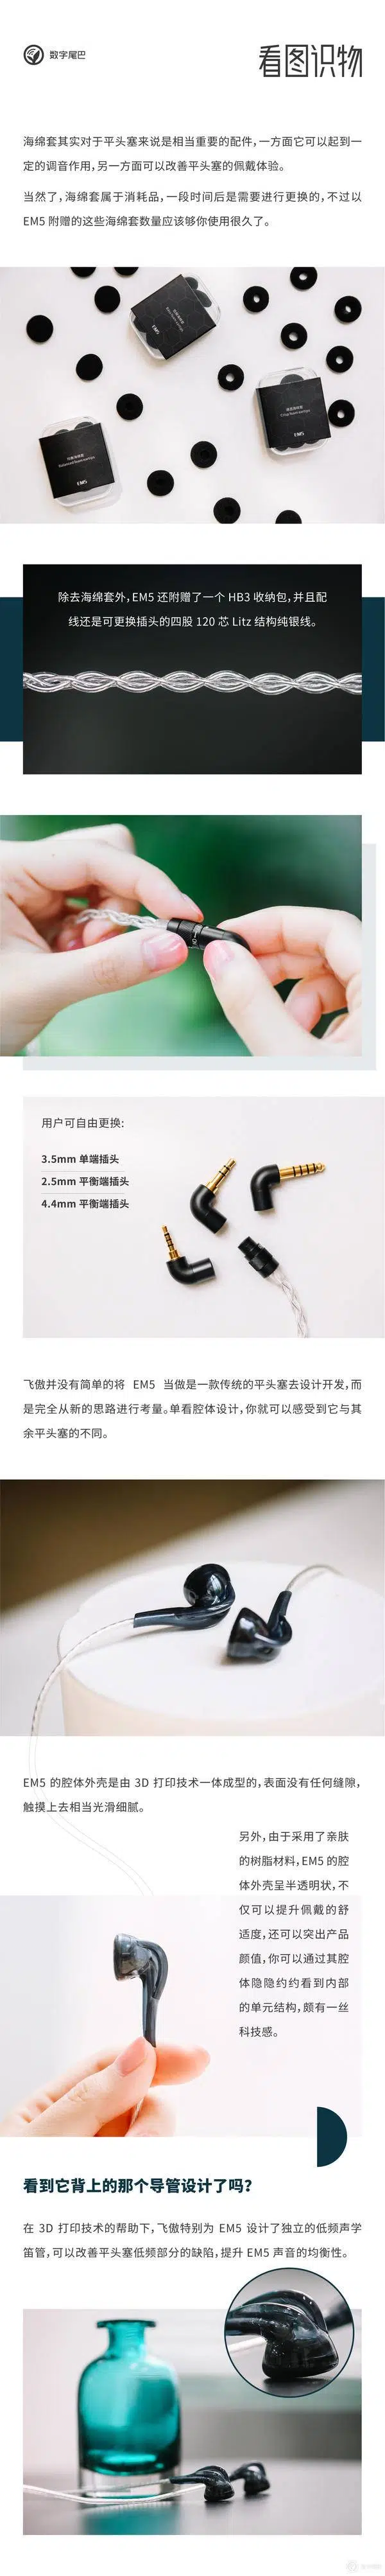 数字尾巴
看图识物
海绵套其实对于平头塞来说是相当重要的配件,一方面它可以起到一
定的调音作用,另一方面可以改善平头塞的佩戴体验。
当然了,海绵套属于消耗品,一段时间后是需要进行更换的,不过以
EM5 附赠的这些海绵套数量应该够你使用很久了。
EM5
Balanced foam eartips
EM5
EM5
除去海绵套外,EM5 还附赠了一个 HB3 收纳包,并且配
线还是可更换插头的四股 120 芯 Litz 结构纯银线。
用户可自由更换:
3.5mm 单端插头
2.5mm 平衡端插头
4.4mm 平衡端插头
飞傲并没有简单的将 EM5 当做是一款传统的平头塞去设计开发,而
是完全从新的思路进行考量。单看腔体设计,你就可以感受到它与其
余平头塞的不同。
EM5 的腔体外壳是由 3D 打印技术一体成型的,表面没有任何缝隙,
触摸上去相当光滑细腻。
另外,由于采用了亲肤
的树脂材料,EM5 的腔
体外壳呈半透明状,不
仅可以提升佩戴的舒
适度,还可以突出产品
颜值,你可以通过其腔
体隐隐约约看到内部
的单元结构,颇有一丝
科技感。
看到它背上的那个导管设计了吗?
在 3D 打印技术的帮助下,飞傲特别为 EM5 设计了独立的低频声学
笛管,可以改善平头塞低频部分的缺陷,提升 EM5 声音的均衡性。